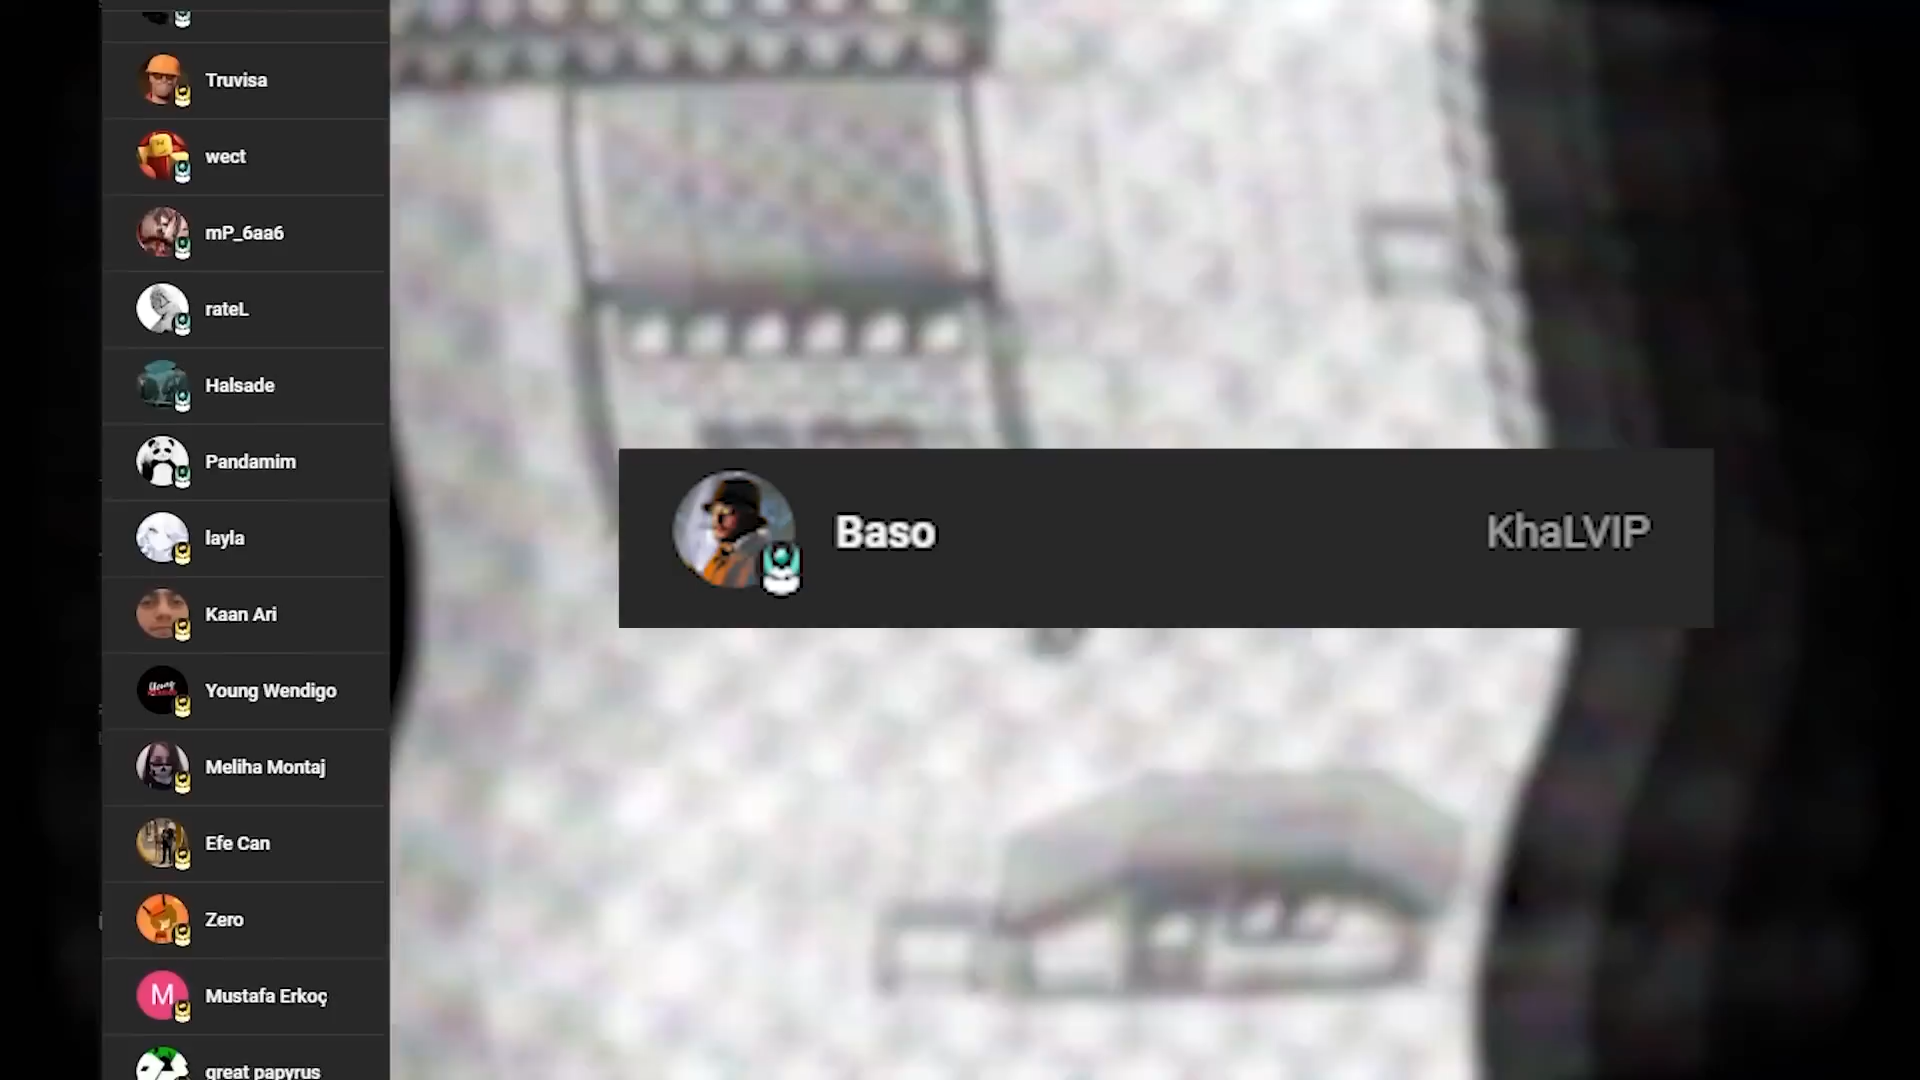 Truvisa
wect
mP_6aa6
rateL
Halsade
Pandamim
layla
Kaan Ari
Young Wendigo
Meliha Montaj
Efe Can
Zero
M
Mustafa Erkoç
great papyrus
Baso
KhaLVIP